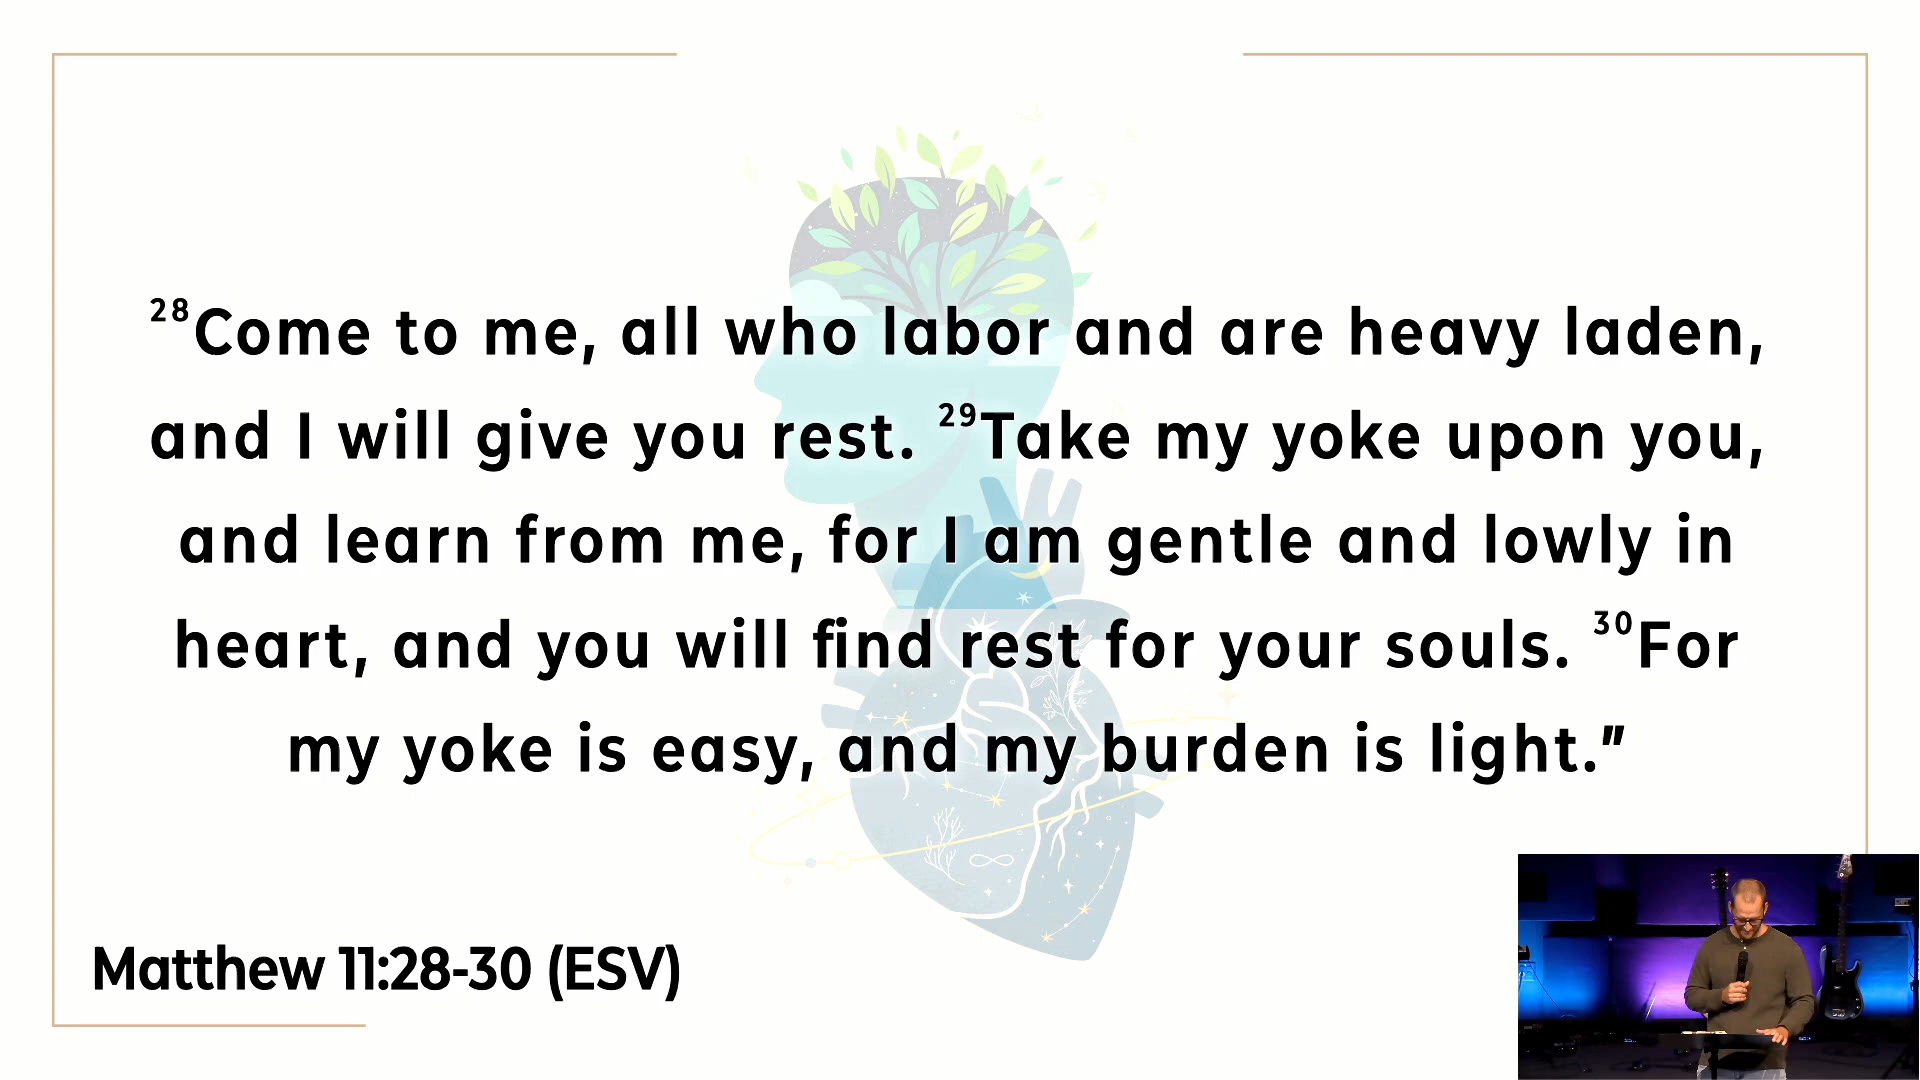 ²⁸Come to me, all who labor and are heavy laden,
and I will give you rest. ²⁹Take my yoke upon you,
and learn from me, for I am gentle and lowly in
heart, and you will find rest for your souls. ³⁰For
my yoke is easy, and my burden is light.”
Matthew 11:28-30 (ESV)